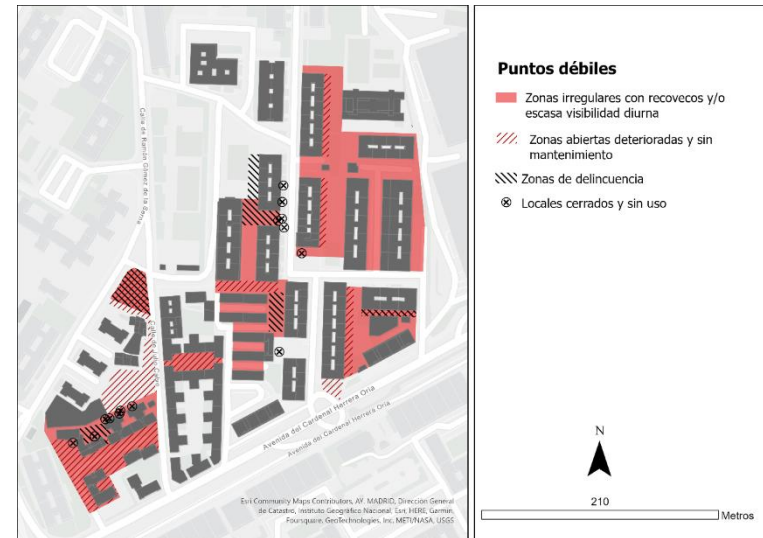 Puntos débiles
Zonas irregulares con recovecos y/o
escasa visibilidad diurna
Zonas abiertas deterioradas y sin
mantenimiento
Zonas de delincuencia
Locales cerrados y sin uso
Calle de Ramón Gómez de la Serna
Avenida del Cardenal Herrera Oria
Avenida del Cardenal Herrera Oria
Esri Community Maps Contributors, AY. MADRID, Dirección General
de Catastro, Instituto Geográfico Nacional, Esri, HERE, Garmin,
Foursquare, GeoTechnologies, Inc, METI/NASA, USGS
N
210
Metros